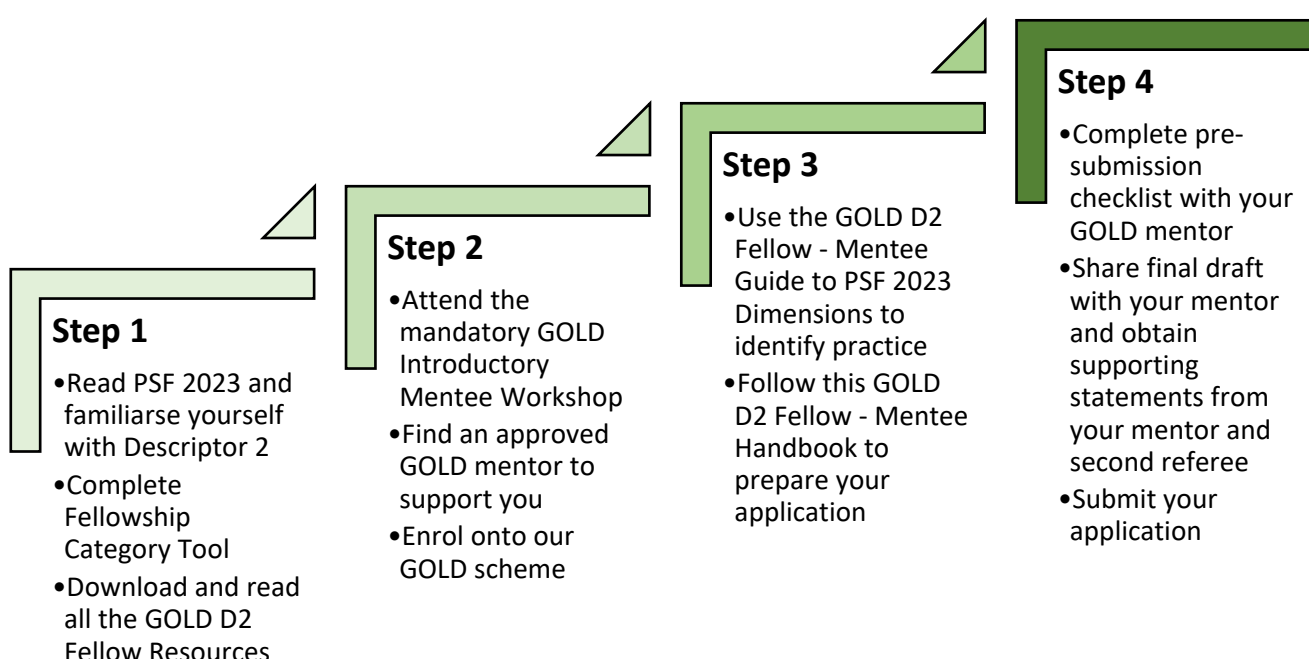 Step 1
•Read PSF 2023 and
familiarse yourself
with Descriptor 2
•Complete
Fellowship
Category Tool
•Download and read
all the GOLD D2
Fellow Resources
Step 2
•Attend the
mandatory GOLD
Introductory
Mentee Workshop
•Find an approved
GOLD mentor to
support you
•Enrol onto our
GOLD scheme
Step 3
•Use the GOLD D2
Fellow - Mentee
Guide to PSF 2023
Dimensions to
identify practice
•Follow this GOLD
D2 Fellow - Mentee
Handbook to
prepare your
application
Step 4
•Complete pre-
submission
checklist with your
GOLD mentor
•Share final draft
with your mentor
and obtain
supporting
statements from
your mentor and
second referee
•Submit your
application